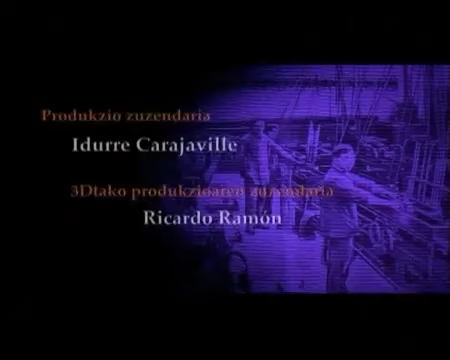 Produkzio zuzendaria
Idurre Carajaville
3Dtako produkzioaren zuzendaria
Ricardo Ramón